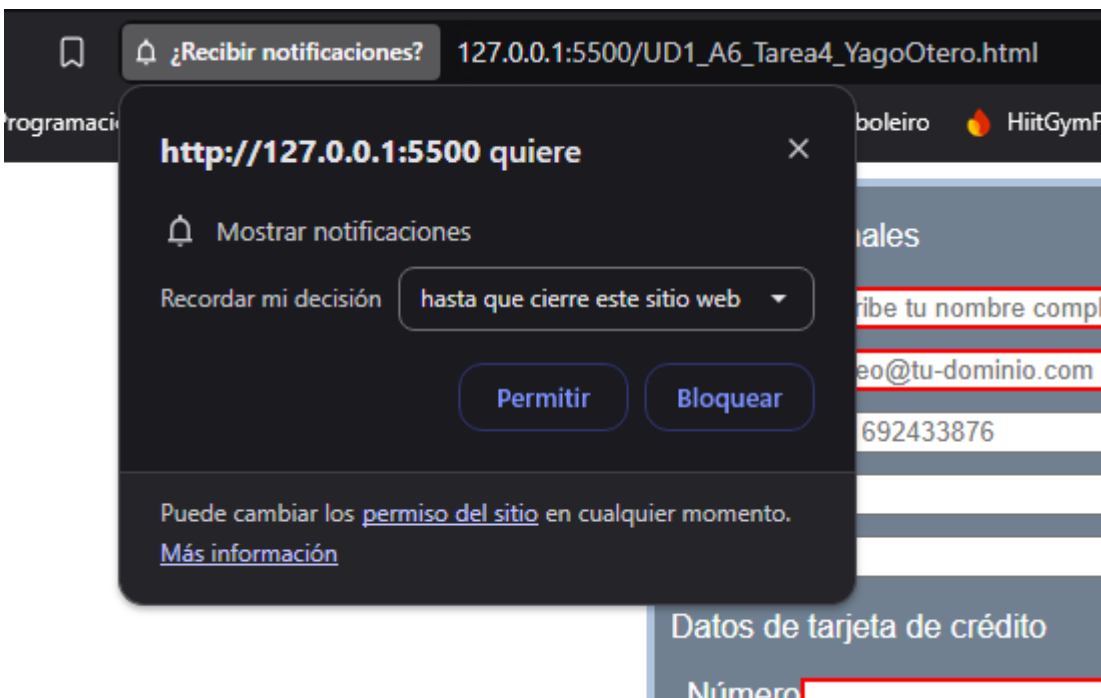 ¿Recibir notificaciones? 127.0.0.1:5500/UD1_A6_Tarea4_YagoOtero.html
http://127.0.0.1:5500 quiere
Mostrar notificaciones
Recordar mi decisión hasta que cierre este sitio web
Permitir Bloquear
Puede cambiar los permiso del sitio en cualquier momento.
Más información
boleiro HiitGymF
ales
ribe tu nombre compl
eo@tu-dominio.com
692433876
Datos de tarjeta de crédito
Número